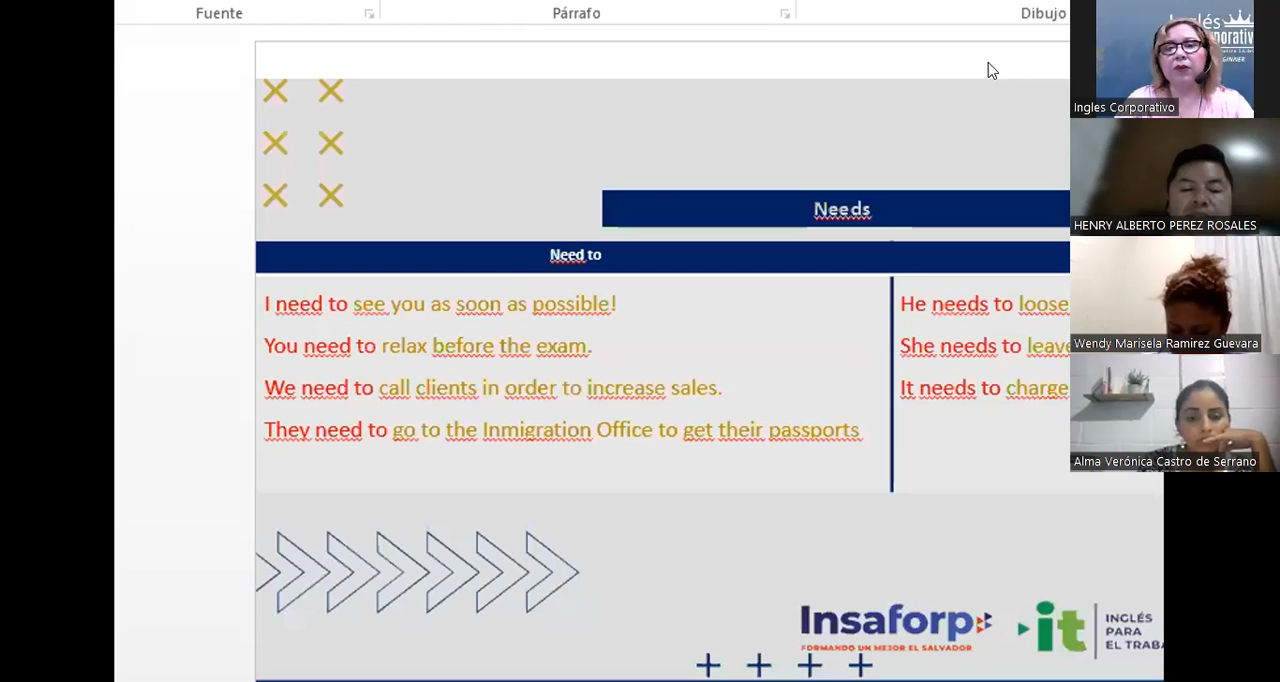 Fuente Párrafo Dibujo
Needs
Need to
I need to see you as soon as possible!
You need to relax before the exam.
We need to call clients in order to increase sales.
They need to go to the Inmigration Office to get their passports
He needs to loose
She needs to leave
It needs to charge
Insaforp
FORMANDO UN MEJOR EL SALVADOR
it
INGLÉS
PARA
EL TRABA
Inglés
Ingles Corporativo
HENRY ALBERTO PEREZ ROSALES
Wendy Marisela Ramirez Guevara
Alma Verónica Castro de Serrano